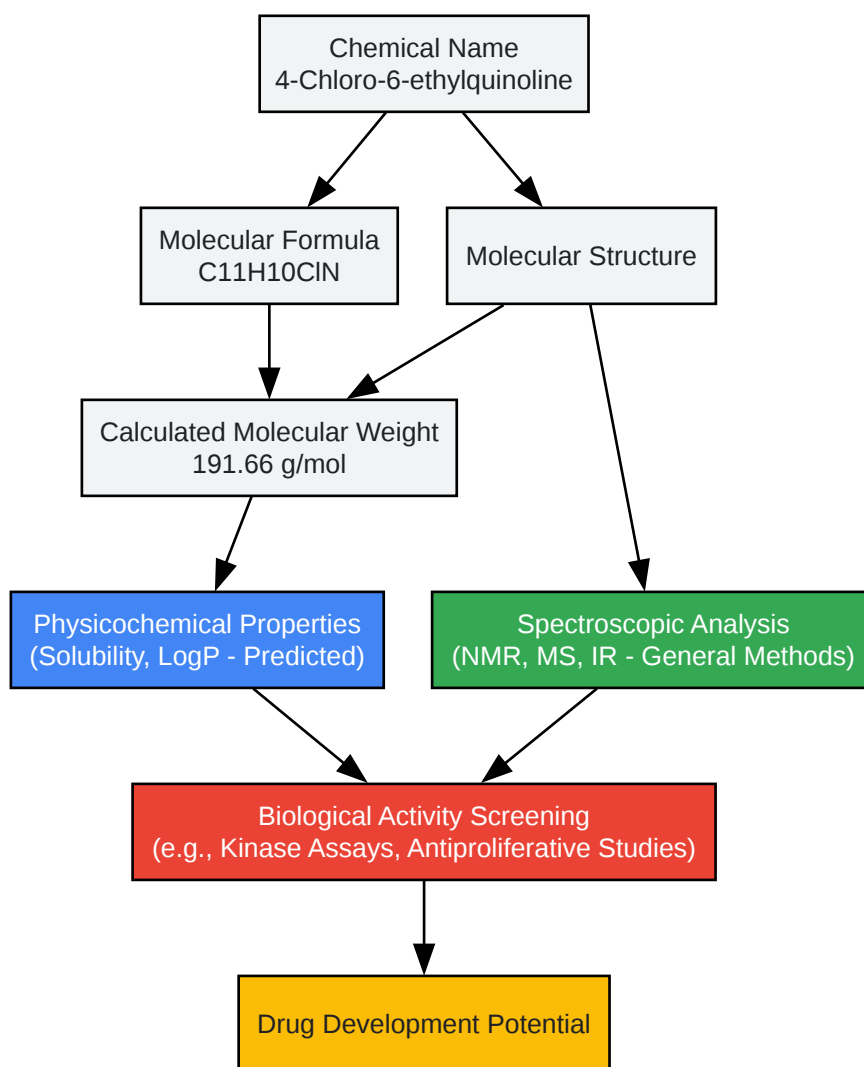 Chemical Name
4-Chloro-6-ethylquinoline
Molecular Formula
C11H10ClN
Molecular Structure
Calculated Molecular Weight
191.66 g/mol
Physicochemical Properties
(Solubility, LogP - Predicted)
Spectroscopic Analysis
(NMR, MS, IR - General Methods)
Biological Activity Screening
(e.g., Kinase Assays, Antiproliferative Studies)
Drug Development Potential